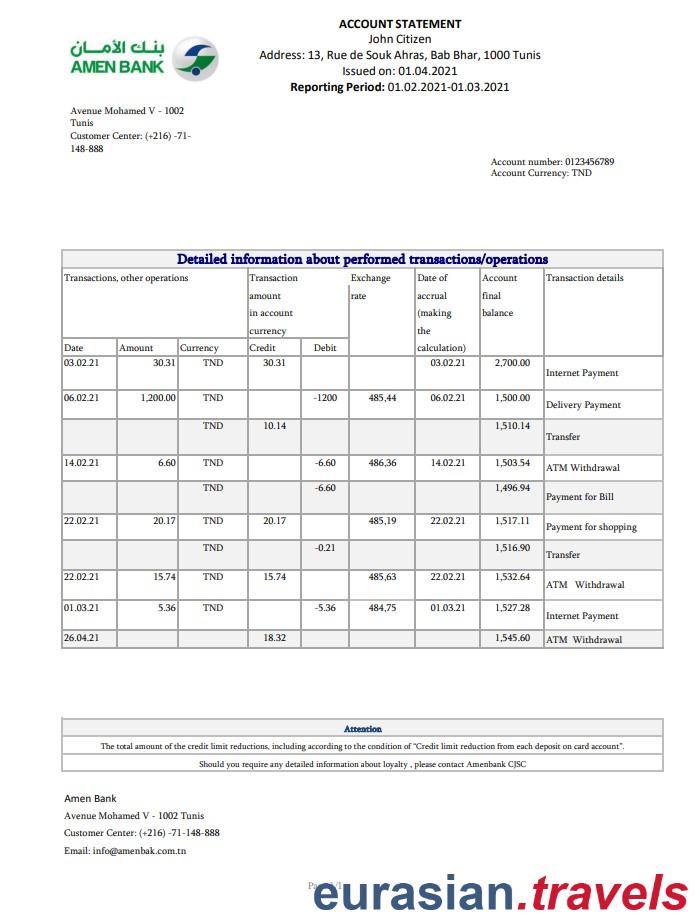 بنك الأمـان
AMEN BANK
ACCOUNT STATEMENT
John Citizen
Address: 13, Rue de Souk Ahras, Bab Bhar, 1000 Tunis
Issued on: 01.04.2021
Reporting Period: 01.02.2021-01.03.2021
Avenue Mohamed V - 1002
Tunis
Customer Center: (+216) -71-
148-888
Account number: 0123456789
Account Currency: TND
Detailed information about performed transactions/operations
Transactions, other operations Transaction amount in account currency Exchange rate Date of accrual (making the calculation) Account final balance Transaction details
Date Amount Currency Credit Debit
03.02.21 30.31 TND 30.31 03.02.21 2,700.00 Internet Payment
06.02.21 1,200.00 TND -1200 485,44 06.02.21 1,500.00 Delivery Payment
TND 10.14 1,510.14 Transfer
14.02.21 6.60 TND -6.60 486,36 14.02.21 1,503.54 ATM Withdrawal
TND -6.60 1,496.94 Payment for Bill
22.02.21 20.17 TND 20.17 485,19 22.02.21 1,517.11 Payment for shopping
TND -0.21 1,516.90 Transfer
22.02.21 15.74 TND 15.74 485,63 22.02.21 1,532.64 ATM Withdrawal
01.03.21 5.36 TND -5.36 484,75 01.03.21 1,527.28 Internet Payment
26.04.21 18.32 1,545.60 ATM Withdrawal
Attention
The total amount of the credit limit reductions, including according to the condition of “Credit limit reduction from each deposit on card account”.
Should you require any detailed information about loyalty , please contact Amenbank CJSC
Amen Bank
Avenue Mohamed V - 1002 Tunis
Customer Center: (+216) -71-148-888
Email: info@amenbak.com.tn
eurasian.travels